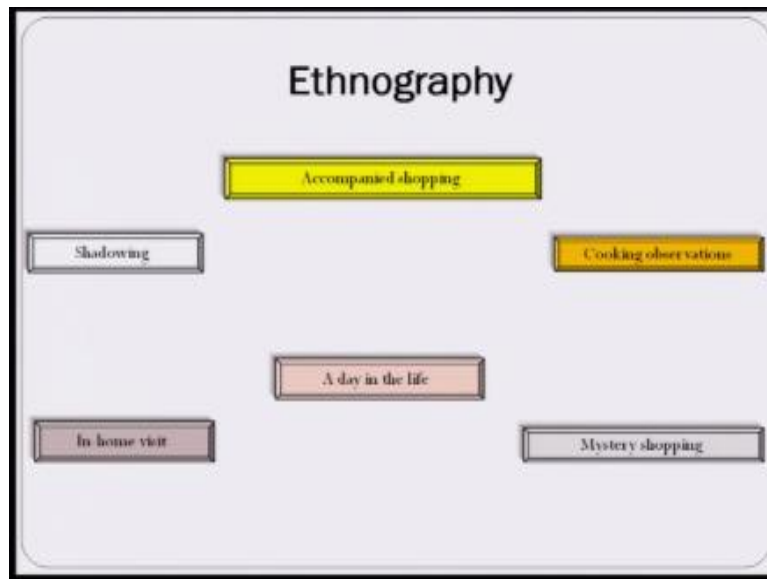 Ethnography
Accompanied shopping
Shadowing
Cooking observations
A day in the life
In-home visit
Mystery shopping